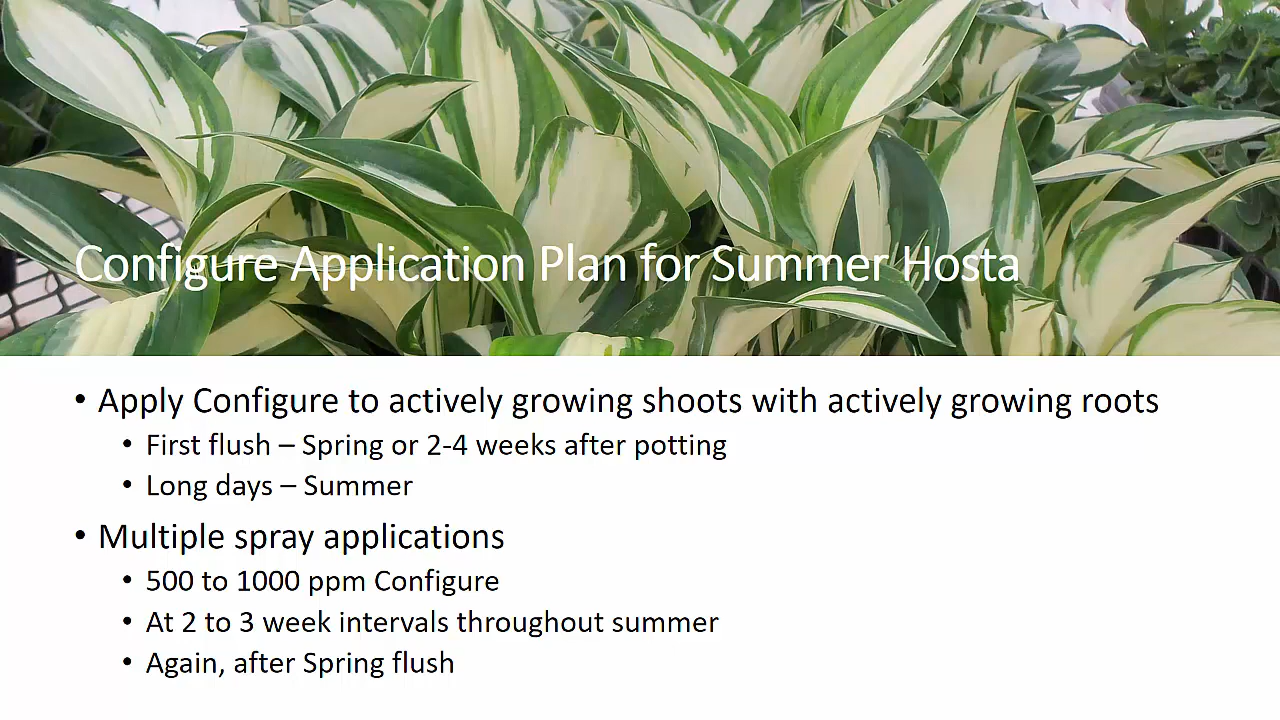 Configure Application Plan for Summer Hosta
• Apply Configure to actively growing shoots with actively growing roots
• First flush – Spring or 2-4 weeks after potting
• Long days – Summer
• Multiple spray applications
• 500 to 1000 ppm Configure
• At 2 to 3 week intervals throughout summer
• Again, after Spring flush